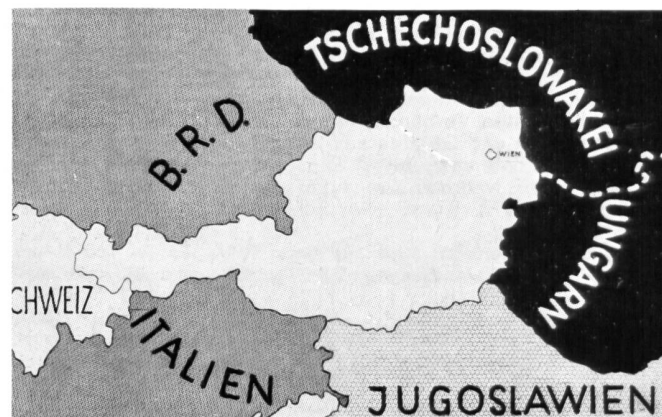 TSCHECHOSLOWAKEI
B. R. D.
WIEN
UNGARN
CHWEIZ
ITALIEN
JUGOSLAWIEN